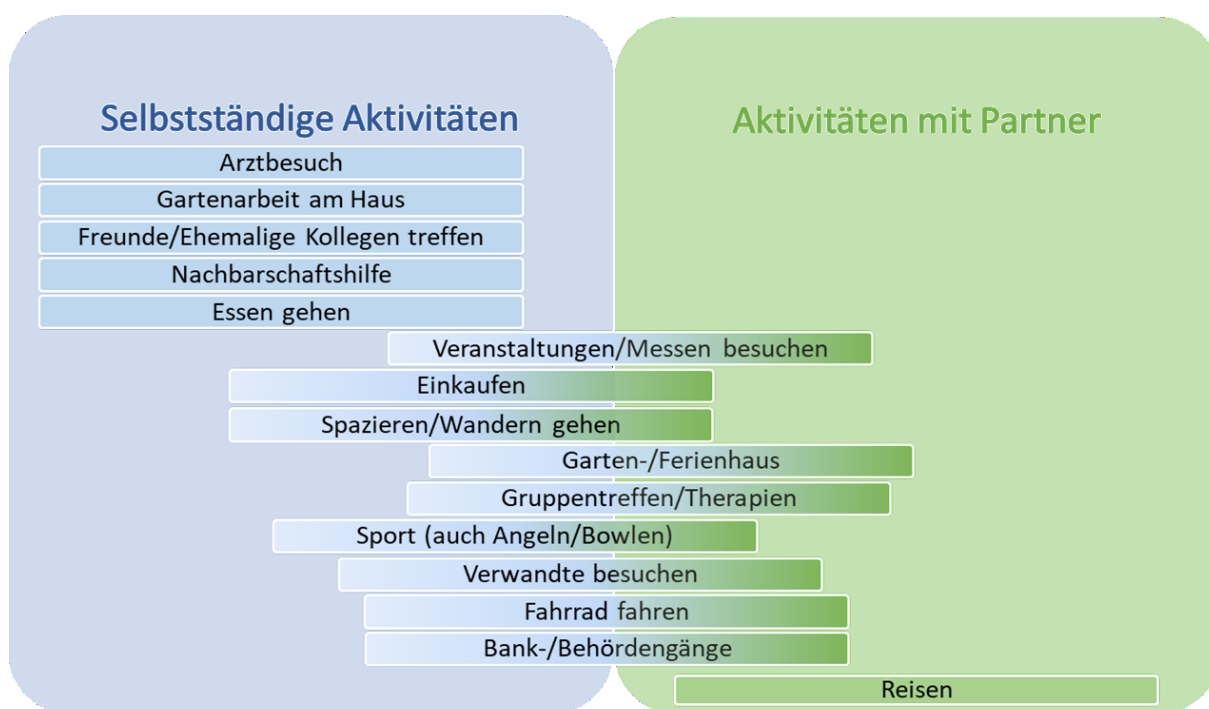 Selbstständige Aktivitäten
Aktivitäten mit Partner
Arztbesuch
Gartenarbeit am Haus
Freunde/Ehemalige Kollegen treffen
Nachbarschaftshilfe
Essen gehen
Veranstaltungen/Messen besuchen
Einkaufen
Spazieren/Wandern gehen
Garten-/Ferienhaus
Gruppentreffen/Therapien
Sport (auch Angeln/Bowlen)
Verwandte besuchen
Fahrrad fahren
Bank-/Behördengänge
Reisen